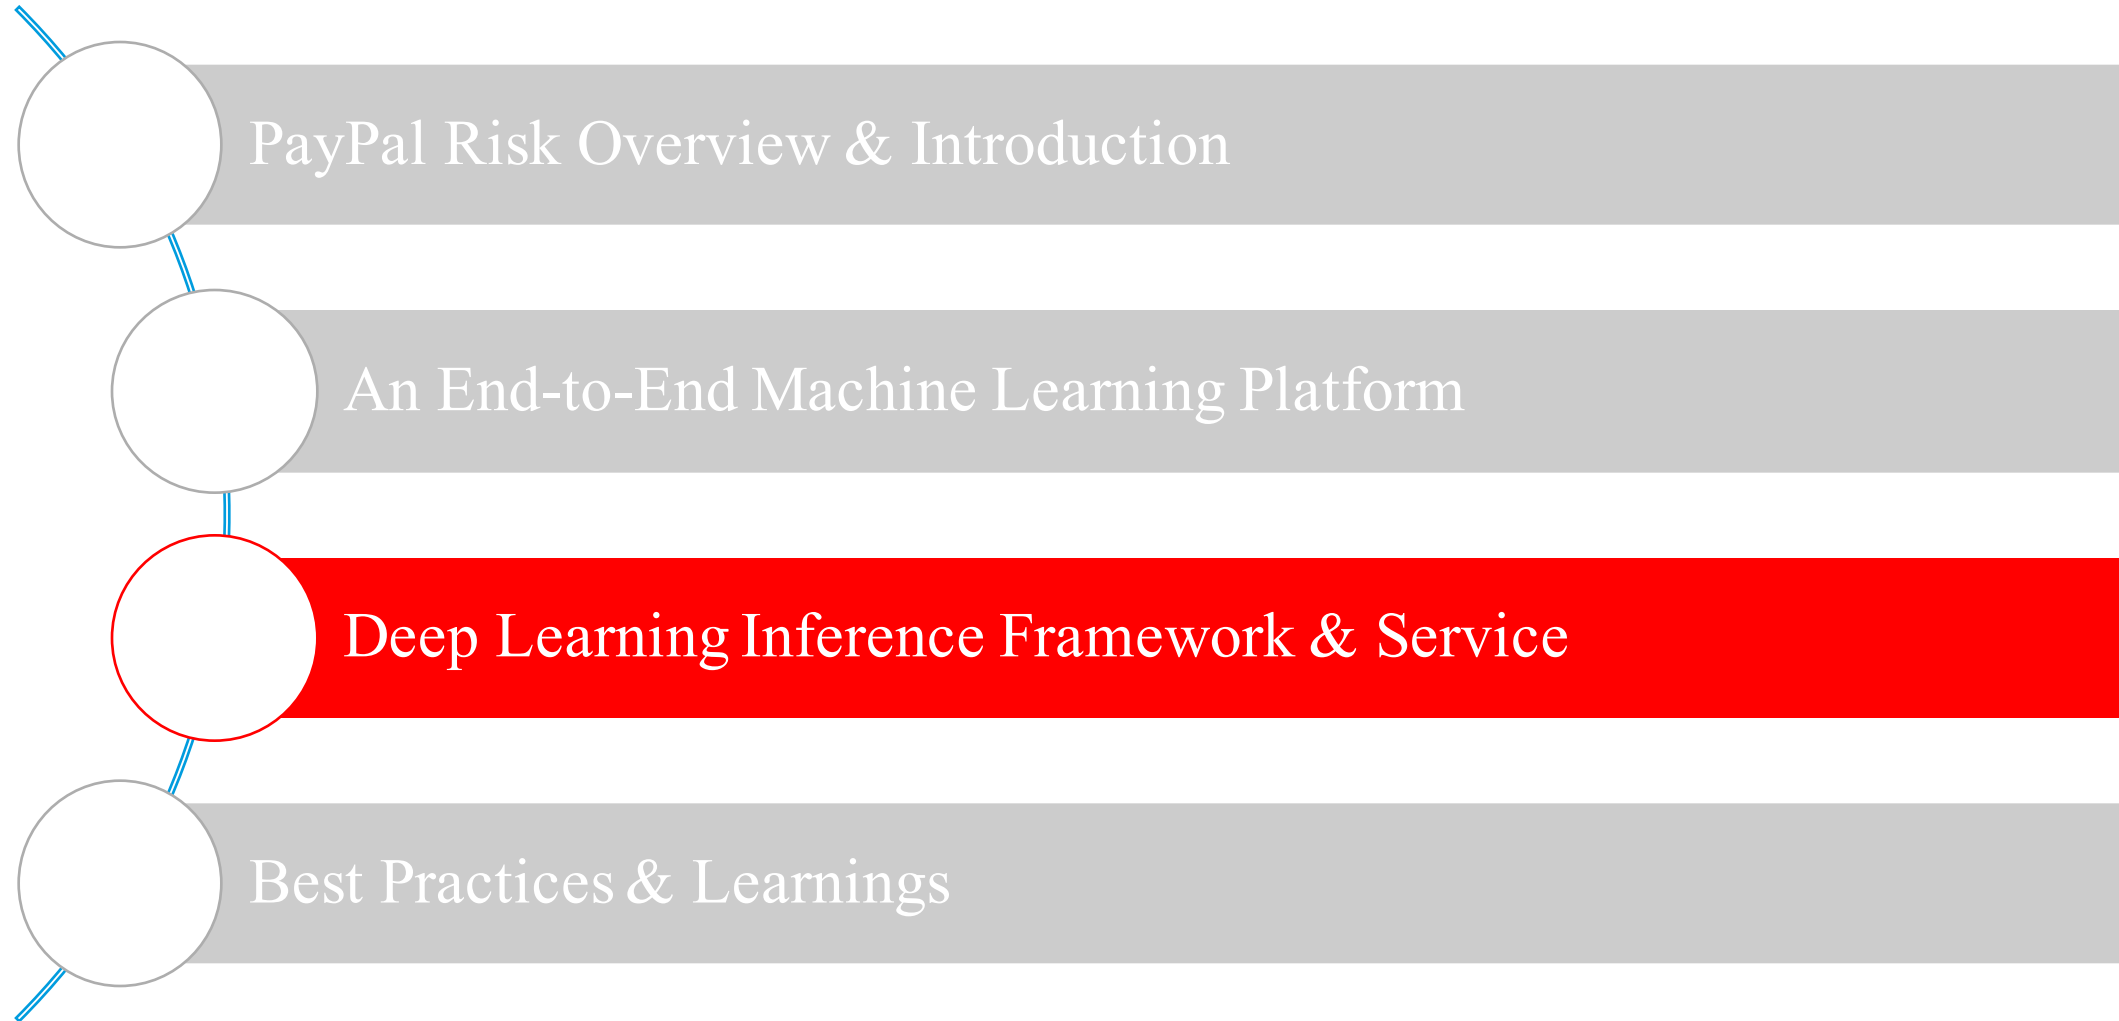 PayPal Risk Overview & Introduction
An End-to-End Machine Learning Platform
Deep Learning Inference Framework & Service
Best Practices & Learnings